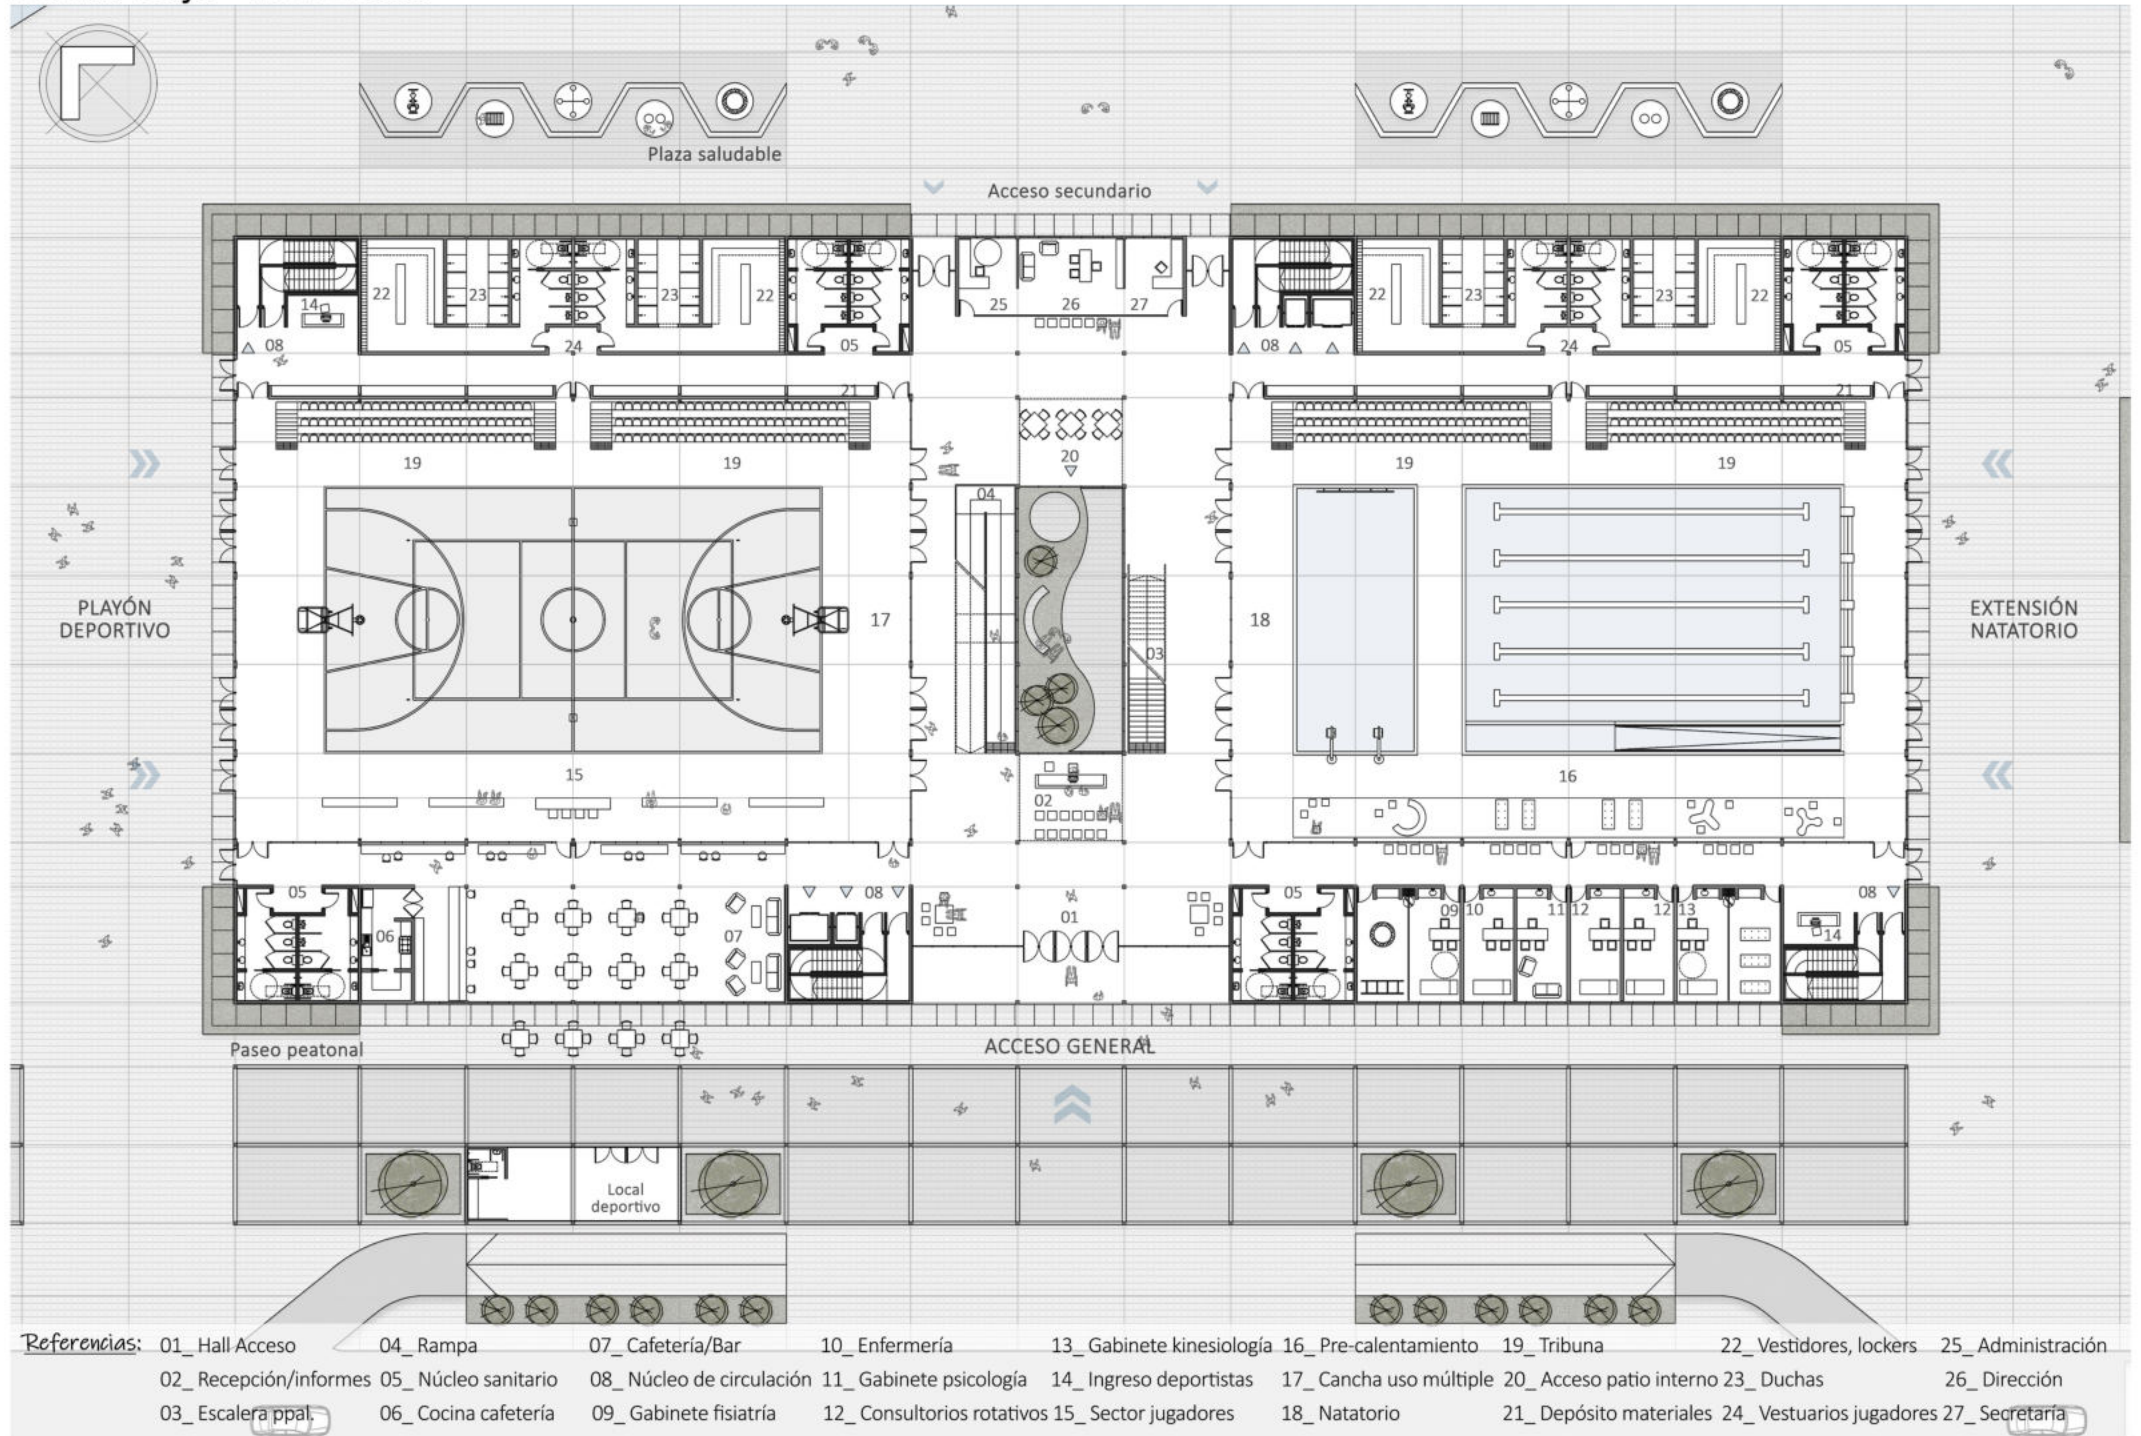 Plaza saludable
Acceso secundario
25 26 27
22 23 23 22
22 23 23 22
14
08 24 05
08 24 05
21 21
19 19 20 19 19
04
PLAYÓN
DEPORTIVO
17
18
03
EXTENSIÓN
NATATORIO
15
16
02
05 06 07 08
01
05 09 10 11 12 12 13 08
14
Paseo peatonal
ACCESO GENERAL
Local
deportivo
Referencias: 01_ Hall Acceso 04_ Rampa 07_ Cafetería/Bar 10_ Enfermería 13_ Gabinete kinesiología 16_ Pre-calentamiento 19_ Tribuna 22_ Vestidores, lockers 25_ Administración
02_ Recepción/informes 05_ Núcleo sanitario 08_ Núcleo de circulación 11_ Gabinete psicología 14_ Ingreso deportistas 17_ Cancha uso múltiple 20_ Acceso patio interno 23_ Duchas 26_ Dirección
03_ Escalera ppal. 06_ Cocina cafetería 09_ Gabinete fisiatría 12_ Consultorios rotativos 15_ Sector jugadores 18_ Natatorio 21_ Depósito materiales 24_ Vestuarios jugadores 27_ Secretaría